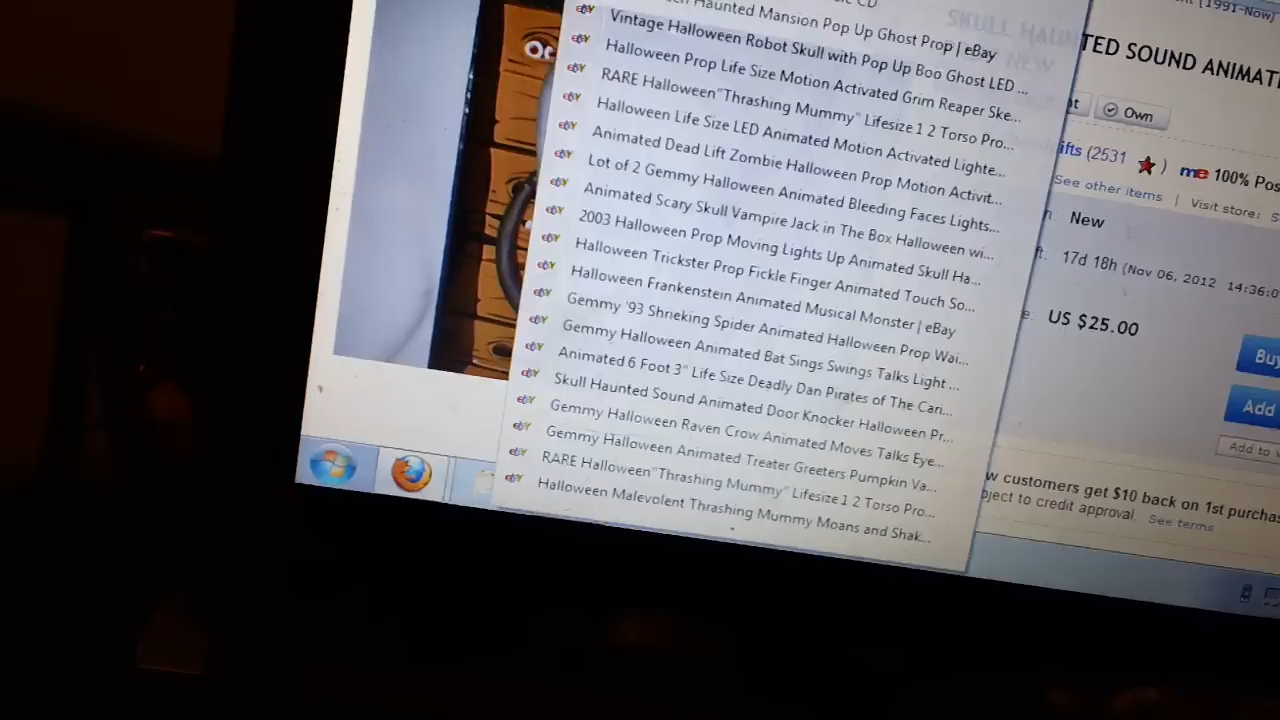 Haunted Mansion Pop Up Ghost Prop | eBay
Vintage Halloween Robot Skull with Pop Up Boo Ghost LED ...
Halloween Prop Life Size Motion Activated Grim Reaper Ske...
RARE Halloween"Thrashing Mummy" Lifesize 1 2 Torso Pro...
Halloween Life Size LED Animated Motion Activated Lighte...
Animated Dead Lift Zombie Halloween Prop Motion Activit...
Lot of 2 Gemmy Halloween Animated Bleeding Faces Lights...
Animated Scary Skull Vampire Jack in The Box Halloween wi...
2003 Halloween Prop Moving Lights Up Animated Skull Ha...
Halloween Trickster Prop Fickle Finger Animated Touch So...
Halloween Frankenstein Animated Musical Monster | eBay
Gemmy '93 Shrieking Spider Animated Halloween Prop Wai...
Gemmy Halloween Animated Bat Sings Swings Talks Light ...
Animated 6 Foot 3" Life Size Deadly Dan Pirates of The Cari...
Skull Haunted Sound Animated Door Knocker Halloween Pr...
Gemmy Halloween Raven Crow Animated Moves Talks Eye...
Gemmy Halloween Animated Treater Greeters Pumpkin Va...
RARE Halloween"Thrashing Mummy" Lifesize 1 2 Torso Pro...
Halloween Malevolent Thrashing Mummy Moans and Shak...
[1991-Now]
TED SOUND ANIMAT
Own
ifts (2531 ) me 100% Pos
See other items | Visit store: S
New
17d 18h (Nov 06, 2012 14:36:0
US $25.00
Buy
Add
Add to
w customers get $10 back on 1st purchas
bject to credit approval. See terms